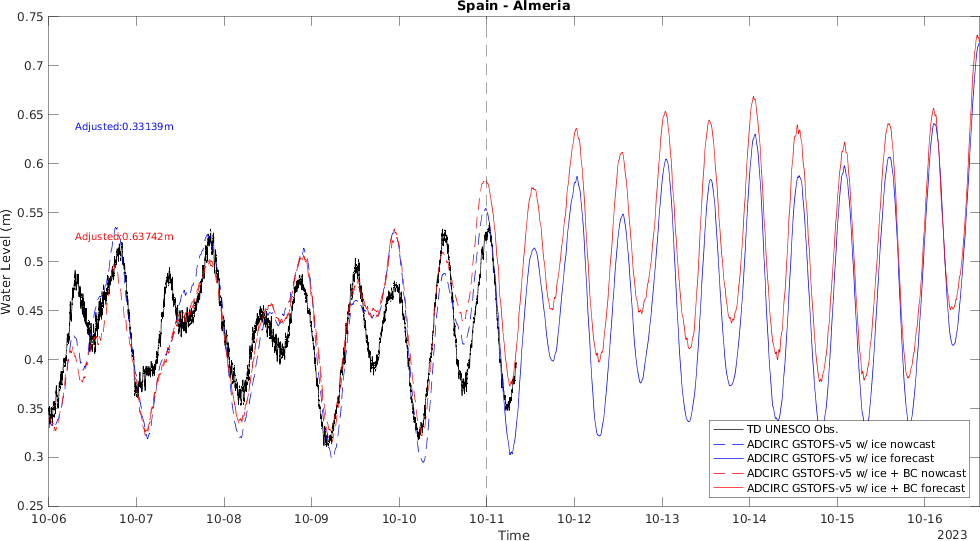 Spain - Almeria
0.75
0.7
0.65
0.6
0.55
0.5
0.45
0.4
0.35
0.3
0.25
Water Level (m)
Adjusted:0.33139m
Adjusted:0.63742m
TD UNESCO Obs.
ADCIRC GSTOFS-v5 w/ ice nowcast
ADCIRC GSTOFS-v5 w/ ice forecast
ADCIRC GSTOFS-v5 w/ ice + BC nowcast
ADCIRC GSTOFS-v5 w/ ice + BC forecast
10-06 10-07 10-08 10-09 10-10 10-11 10-12 10-13 10-14 10-15 10-16
Time
2023